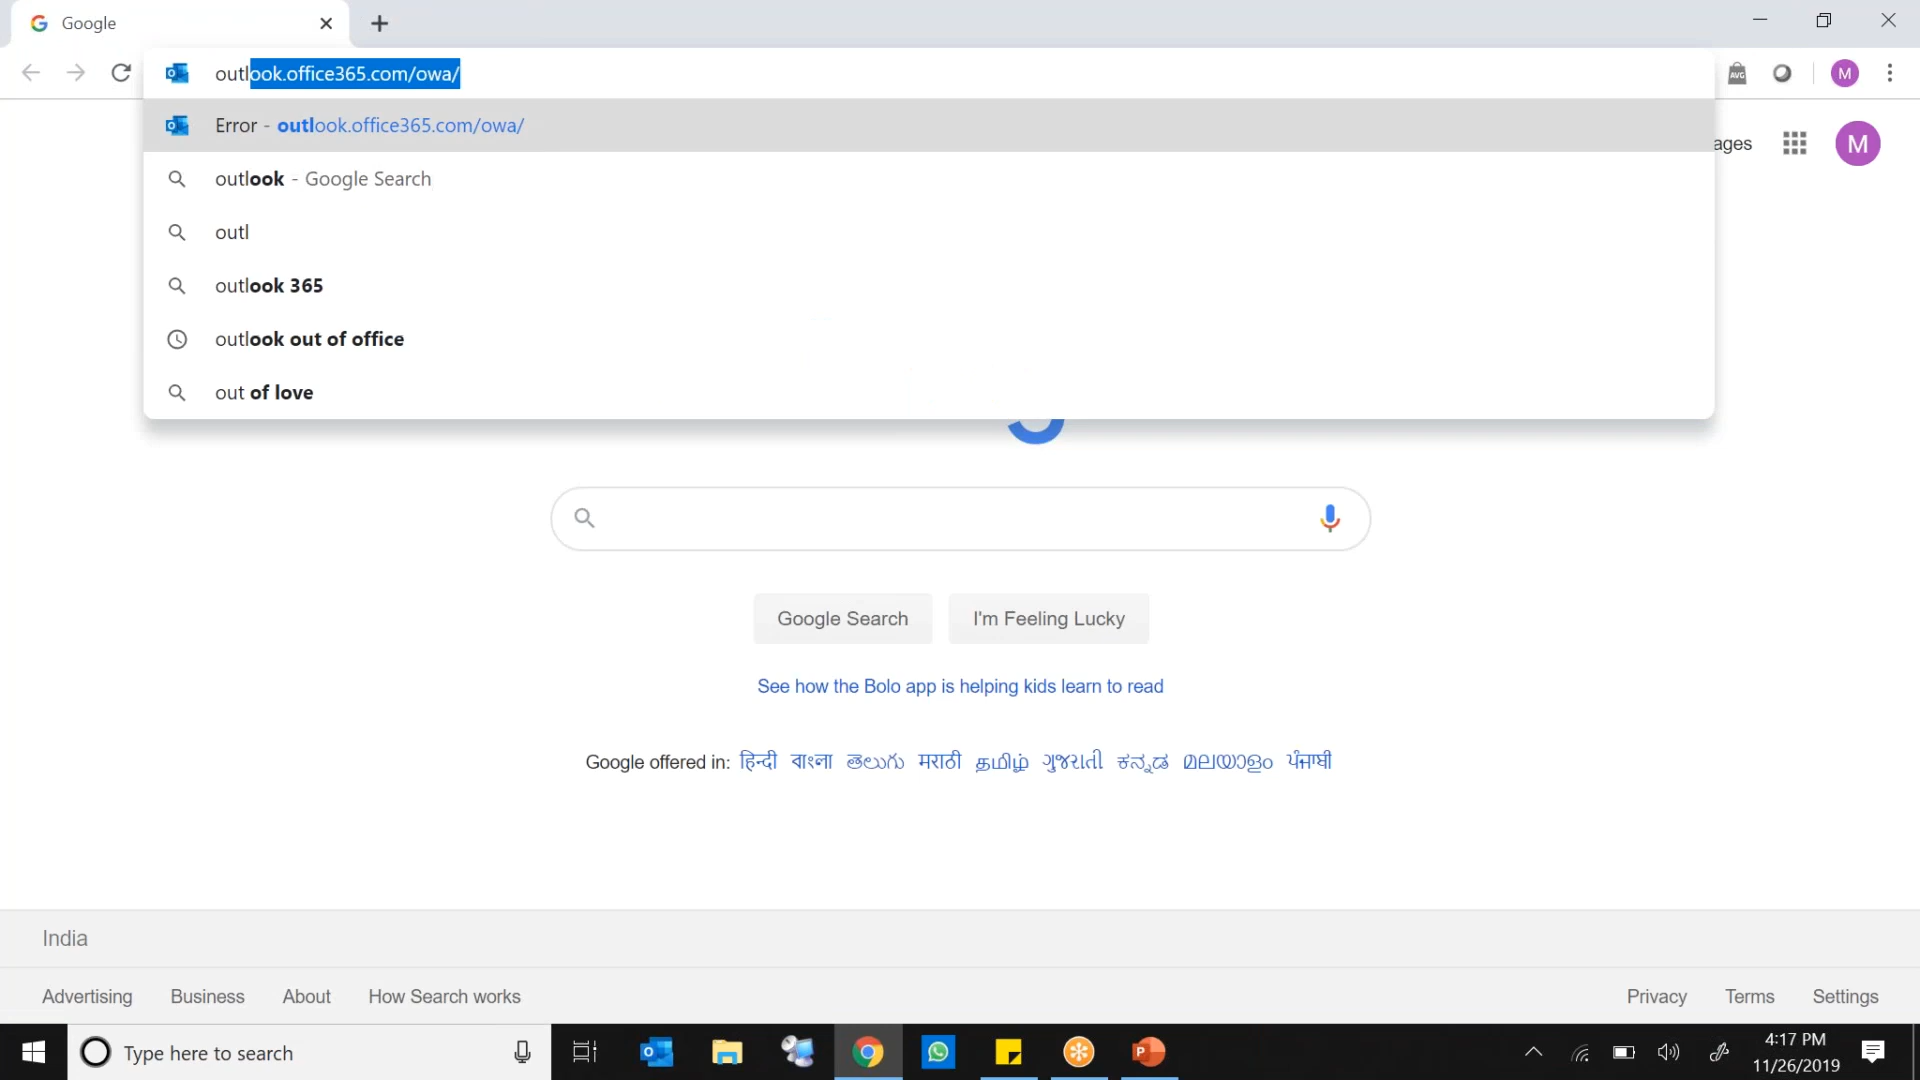 Google
outlook.office365.com/owa/
Error - outlook.office365.com/owa/
ages
M
M
outlook - Google Search
outl
outlook 365
outlook out of office
out of love
Google Search
I'm Feeling Lucky
See how the Bolo app is helping kids learn to read
Google offered in: हिन्दी বাংলা తెలుగు मराठी தமிழ் ગુજરાતી ಕನ್ನಡ മലയാളം ਪੰਜਾਬੀ
India
Advertising Business About How Search works Privacy Terms Settings
Type here to search
4:17 PM
11/26/2019